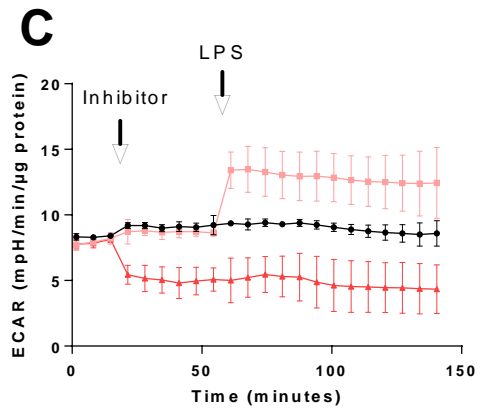 C
LPS
Inhibitor
ECAR (mpH/min/µg protein)
20
15
10
5
0
0 50 100 150
Time (minutes)